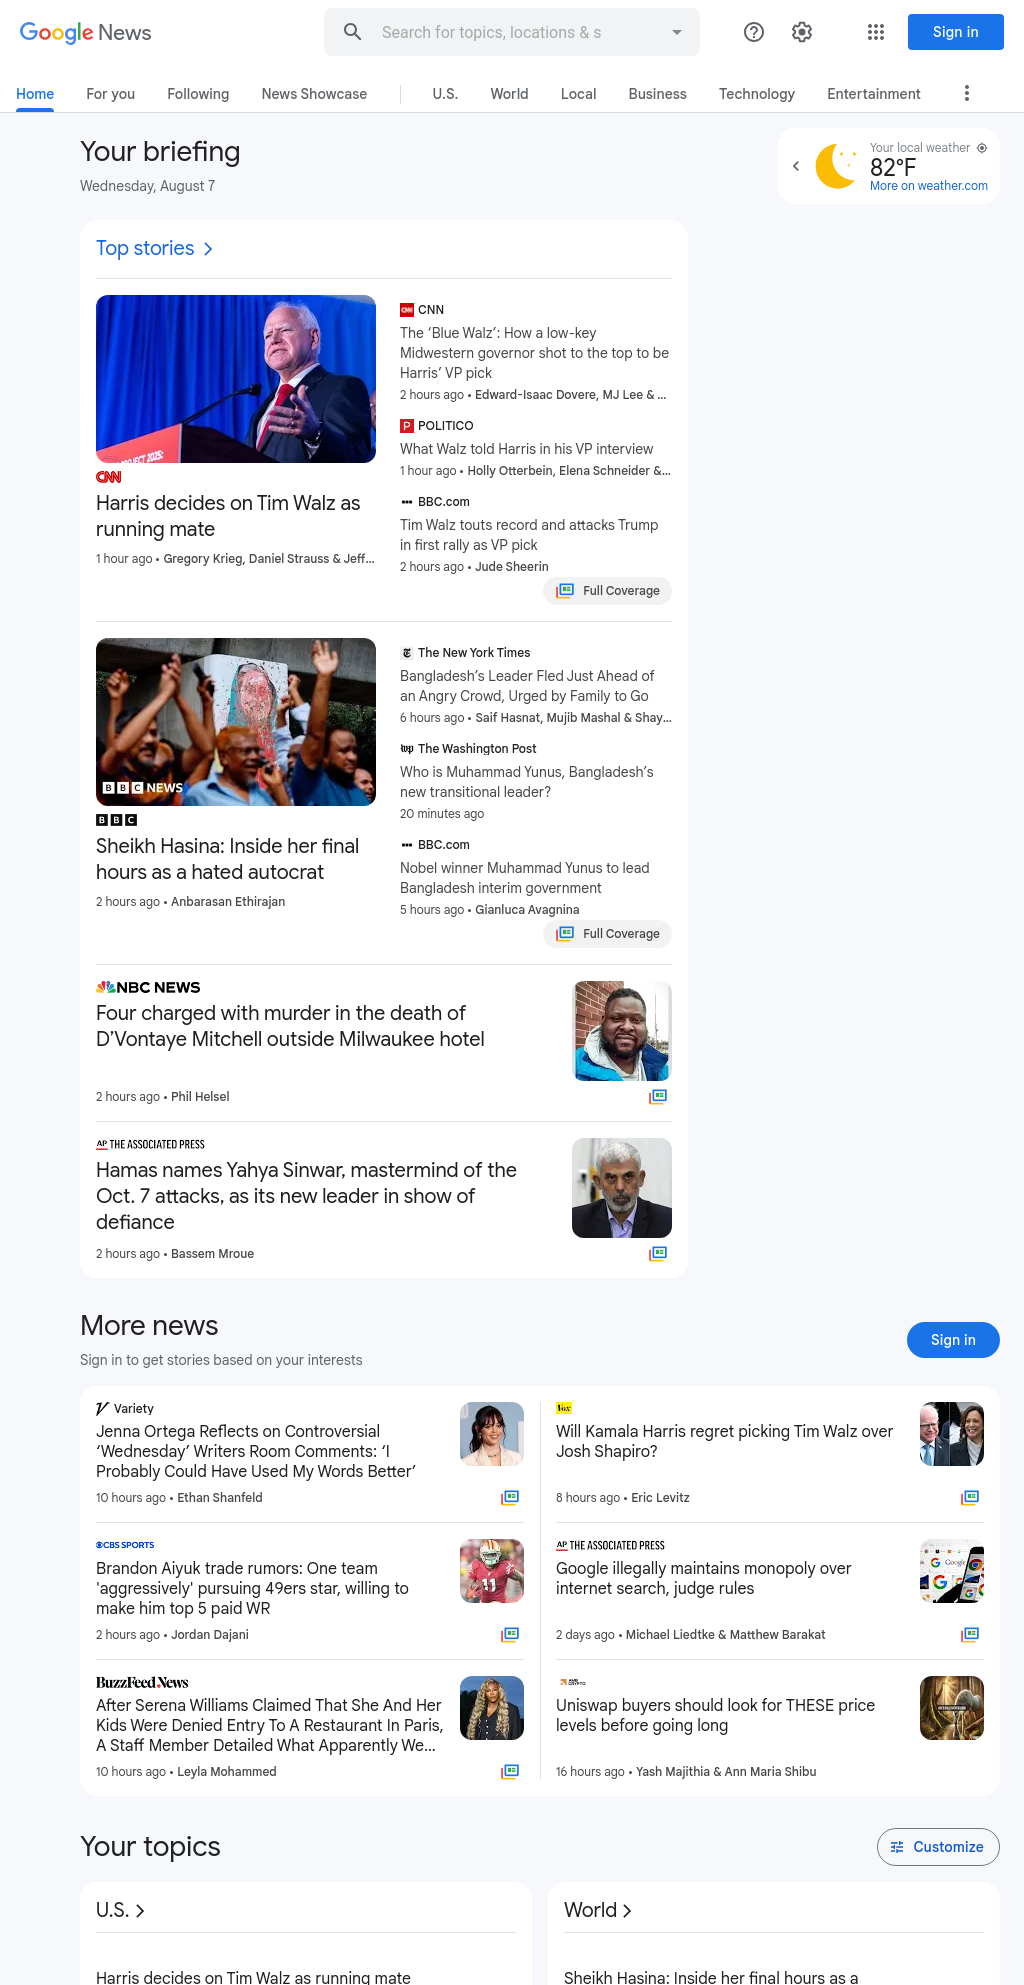 Google News
Search for topics, locations & s
Sign in
Home
For you
Following
News Showcase
U.S.
World
Local
Business
Technology
Entertainment
Your briefing
Wednesday, August 7
Your local weather
82°F
More on weather.com
Top stories
PROJECT 2025:
CNN
Harris decides on Tim Walz as
running mate
1 hour ago • Gregory Krieg, Daniel Strauss & Jeff...
CNN
The ‘Blue Walz’: How a low-key
Midwestern governor shot to the top to be
Harris’ VP pick
2 hours ago • Edward-Isaac Dovere, MJ Lee & ...
POLITICO
What Walz told Harris in his VP interview
1 hour ago • Holly Otterbein, Elena Schneider &...
BBC.com
Tim Walz touts record and attacks Trump
in first rally as VP pick
2 hours ago • Jude Sheerin
Full Coverage
BBC NEWS
BBC
Sheikh Hasina: Inside her final
hours as a hated autocrat
2 hours ago • Anbarasan Ethirajan
The New York Times
Bangladesh’s Leader Fled Just Ahead of
an Angry Crowd, Urged by Family to Go
6 hours ago • Saif Hasnat, Mujib Mashal & Shay...
The Washington Post
Who is Muhammad Yunus, Bangladesh’s
new transitional leader?
20 minutes ago
BBC.com
Nobel winner Muhammad Yunus to lead
Bangladesh interim government
5 hours ago • Gianluca Avagnina
Full Coverage
NBC NEWS
Four charged with murder in the death of
D’Vontaye Mitchell outside Milwaukee hotel
2 hours ago • Phil Helsel
AP THE ASSOCIATED PRESS
Hamas names Yahya Sinwar, mastermind of the
Oct. 7 attacks, as its new leader in show of
defiance
2 hours ago • Bassem Mroue
More news
Sign in to get stories based on your interests
Sign in
Variety
Jenna Ortega Reflects on Controversial
‘Wednesday’ Writers Room Comments: ‘I
Probably Could Have Used My Words Better’
10 hours ago • Ethan Shanfeld
Vox
Will Kamala Harris regret picking Tim Walz over
Josh Shapiro?
8 hours ago • Eric Levitz
CBS SPORTS
Brandon Aiyuk trade rumors: One team
'aggressively' pursuing 49ers star, willing to
make him top 5 paid WR
2 hours ago • Jordan Dajani
11
AP THE ASSOCIATED PRESS
Google illegally maintains monopoly over
internet search, judge rules
2 days ago • Michael Liedtke & Matthew Barakat
Google
BuzzFeed News
After Serena Williams Claimed That She And Her
Kids Were Denied Entry To A Restaurant In Paris,
A Staff Member Detailed What Apparently We...
10 hours ago • Leyla Mohammed
Uniswap buyers should look for THESE price
levels before going long
16 hours ago • Yash Majithia & Ann Maria Shibu
Your topics
Customize
U.S.
World
Harris decides on Tim Walz as running mate
Sheikh Hasina: Inside her final hours as a